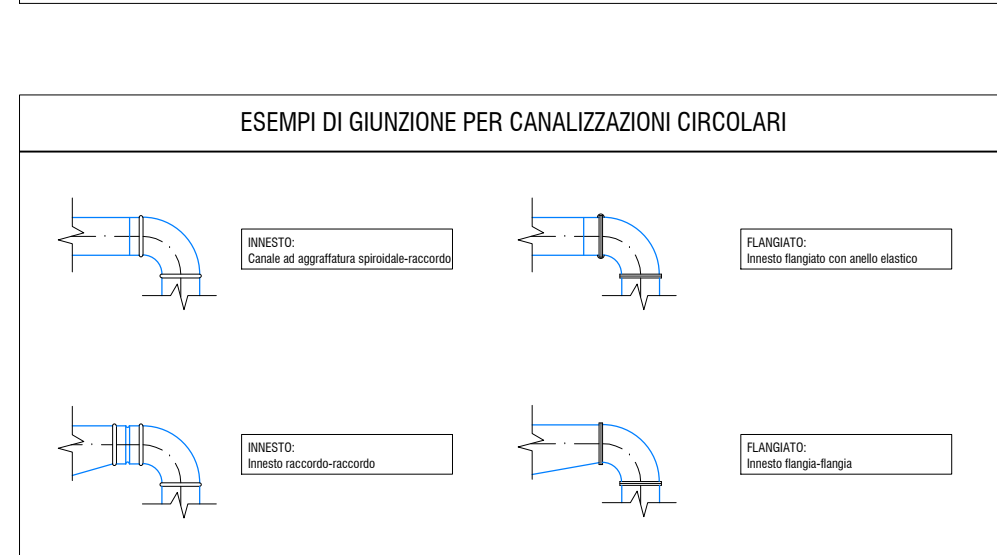 ESEMPI DI GIUNZIONE PER CANALIZZAZIONI CIRCOLARI
INNESTO:
Canale ad aggraffatura spiroidale-raccordo
FLANGIATO:
Innesto flangiato con anello elastico
INNESTO:
Innesto raccordo-raccordo
FLANGIATO:
Innesto flangia-flangia